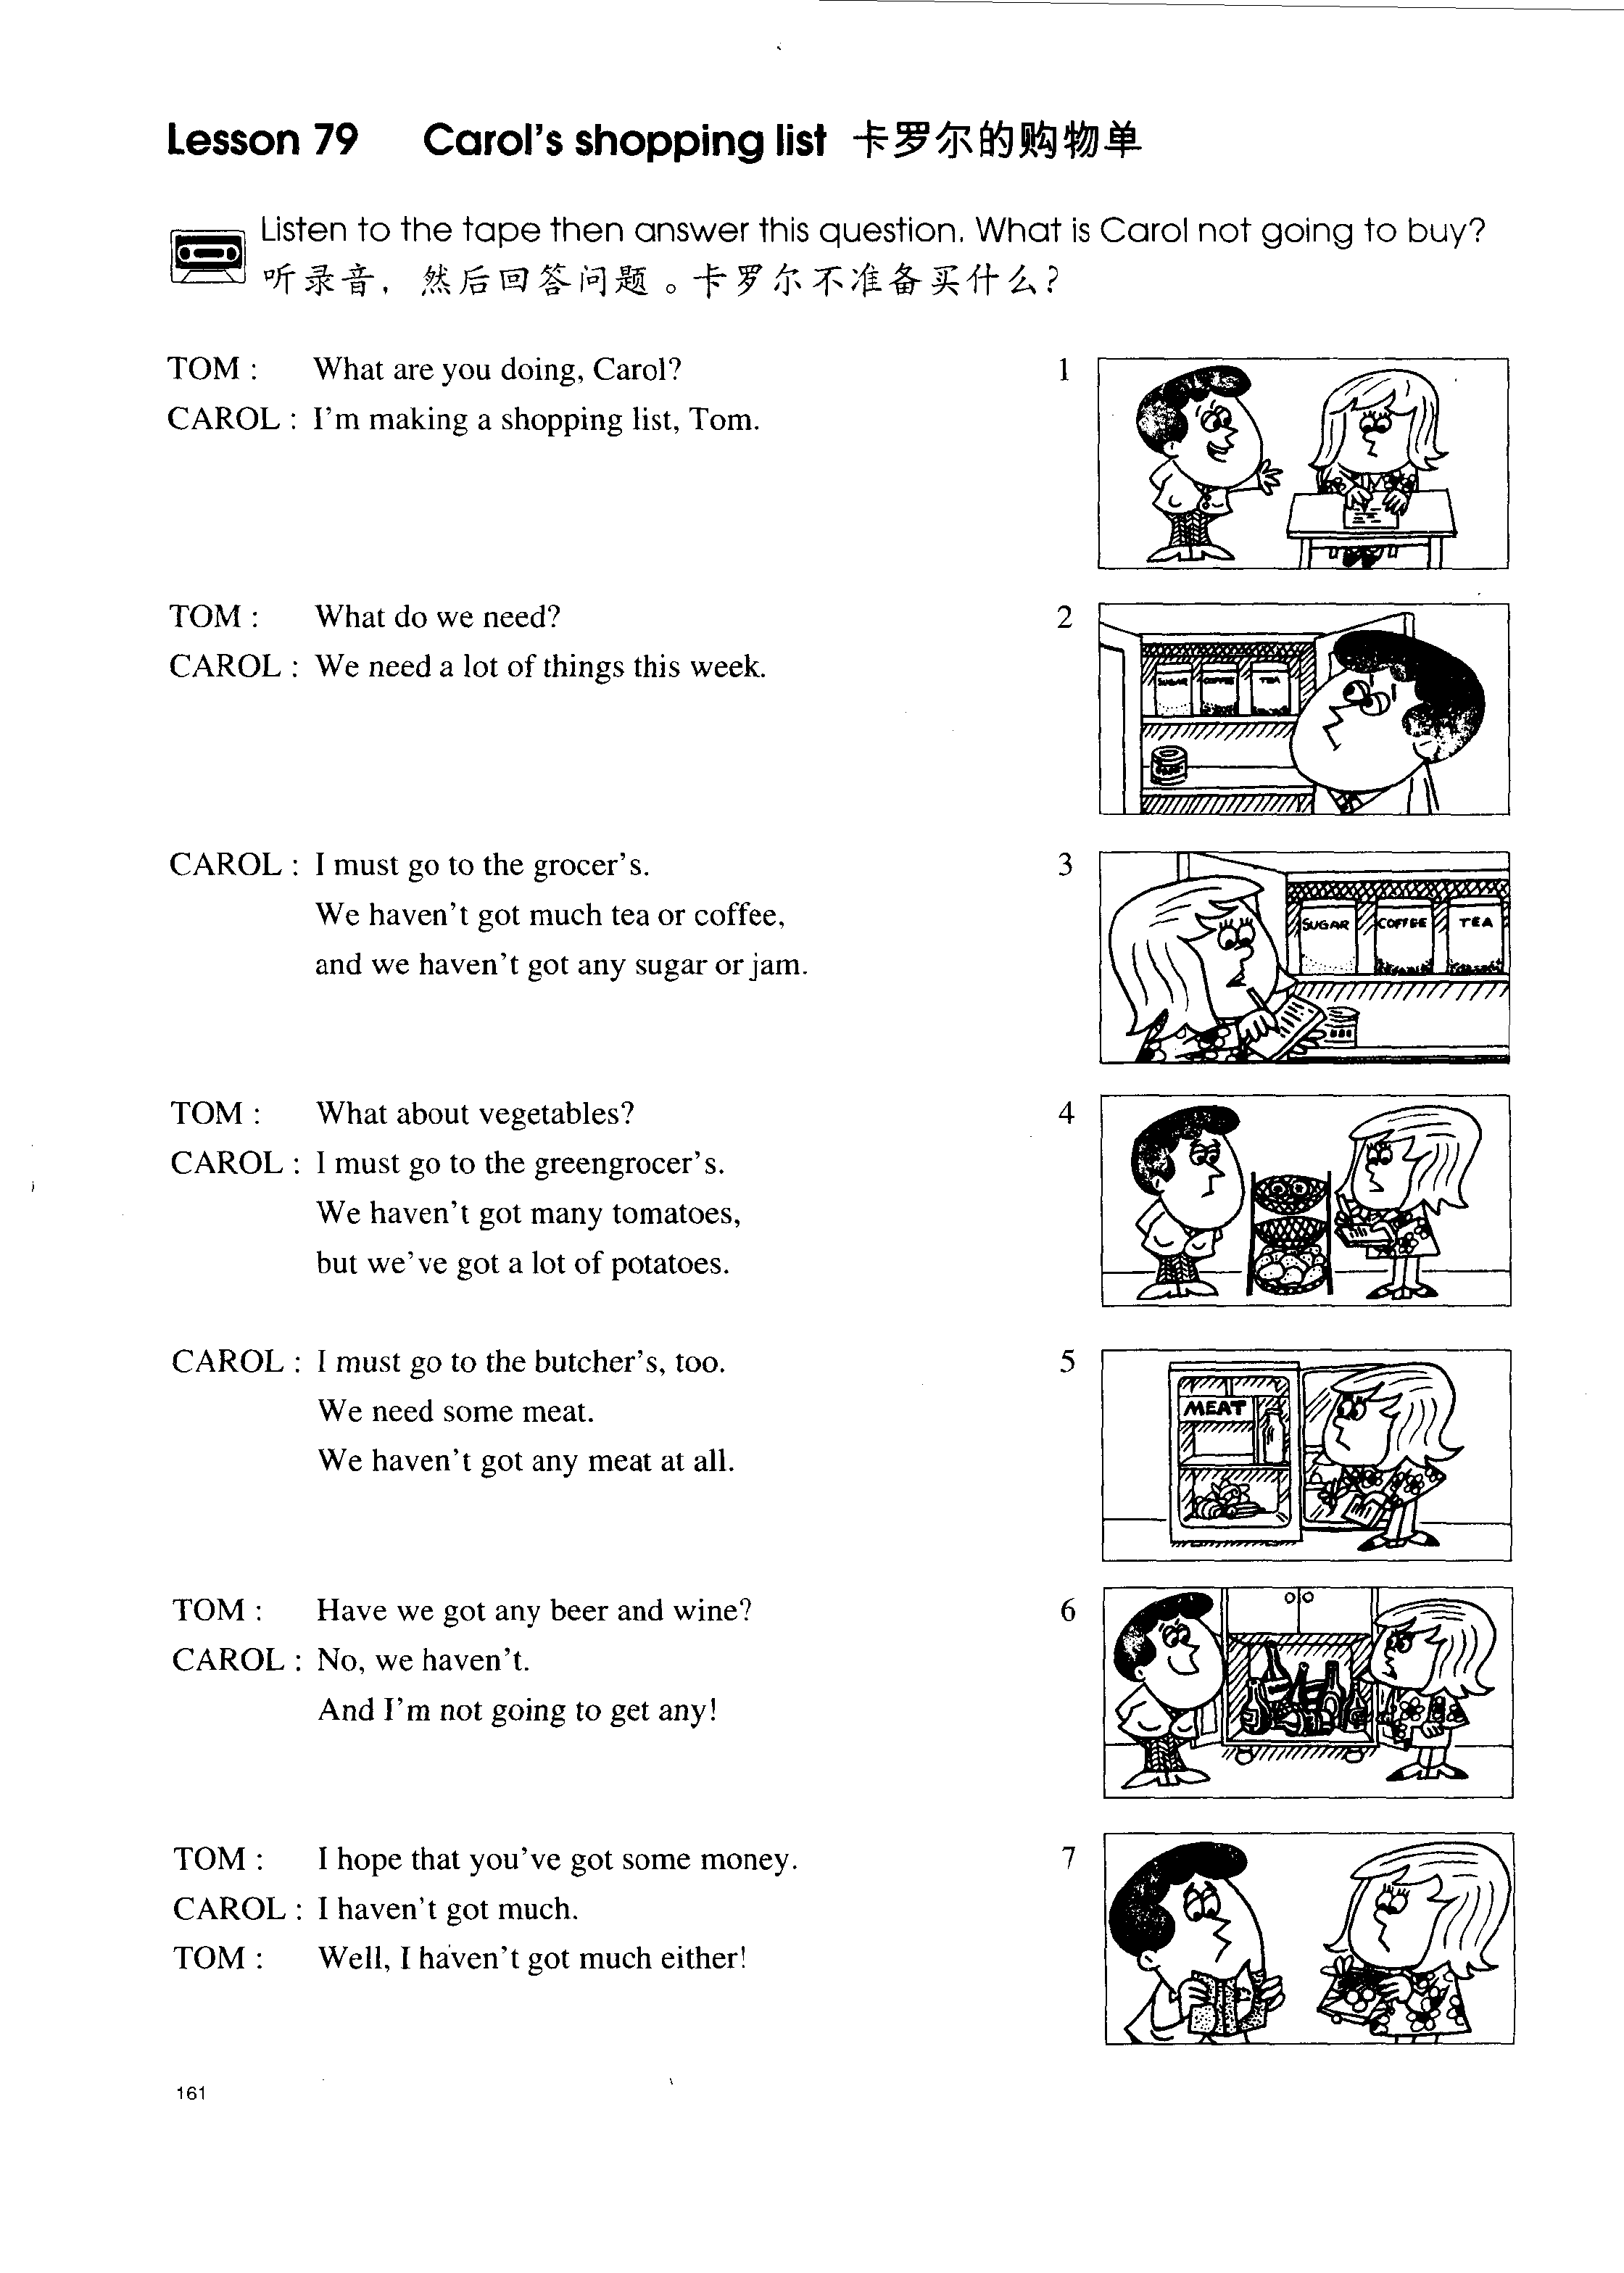 Lesson 79 Carol's shopping list 卡罗尔的购物单
Listen to the tape then answer this question. What is Carol not going to buy?
听录音，然后回答问题。卡罗尔不准备买什么？
TOM : What are you doing, Carol?
CAROL : I'm making a shopping list, Tom.
1
TOM : What do we need?
CAROL : We need a lot of things this week.
2
SUGAR COFFEE TEA
CAROL : I must go to the grocer's.
We haven't got much tea or coffee,
and we haven't got any sugar or jam.
3
SUGAR COFFEE TEA
TOM : What about vegetables?
CAROL : I must go to the greengrocer's.
We haven't got many tomatoes,
but we've got a lot of potatoes.
4
CAROL : I must go to the butcher's, too.
We need some meat.
We haven't got any meat at all.
5
MEAT
TOM : Have we got any beer and wine?
CAROL : No, we haven't.
And I'm not going to get any!
6
TOM : I hope that you've got some money.
CAROL : I haven't got much.
TOM : Well, I haven't got much either!
7
161